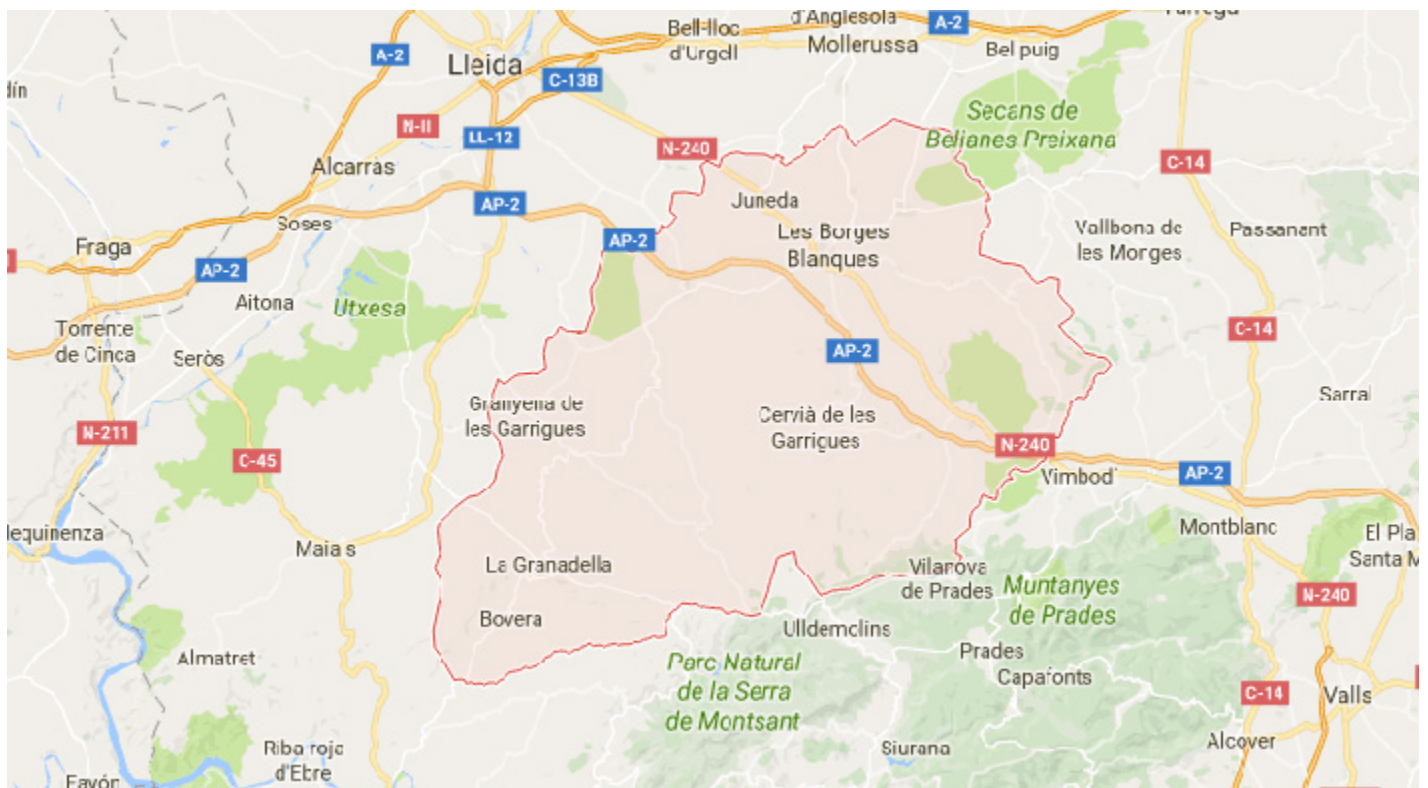 A-2
Lleida
Bell-lloc
d'Urgell
d'Anglesola
Mollerussa
A-2
Bellpuig
Tàrrega
C-13B
N-II
LL-12
N-240
Secans de
Belianes Preixana
C-14
Alcarràs
AP-2
Juneda
Soses
Fraga
AP-2
AP-2
Les Borges
Blanques
Vallbona de
les Monges
Passanant
Aitona
Utxesa
Torrente
de Cinca
Seròs
AP-2
C-14
Sarral
Granyena de
les Garrigues
Cervià de les
Garrigues
N-211
C-45
N-240
Vimbodí
AP-2
Montblanc
El Pla
Santa M
lequinenza
Maials
La Granadella
Vilanova
de Prades
Muntanyes
de Prades
N-240
Bovera
Ulldemolins
Almatret
Parc Natural
de la Serra
de Montsant
Prades
Capafonts
C-14
Valls
Riba-roja
d'Ebre
Siurana
Alcover
Fayón